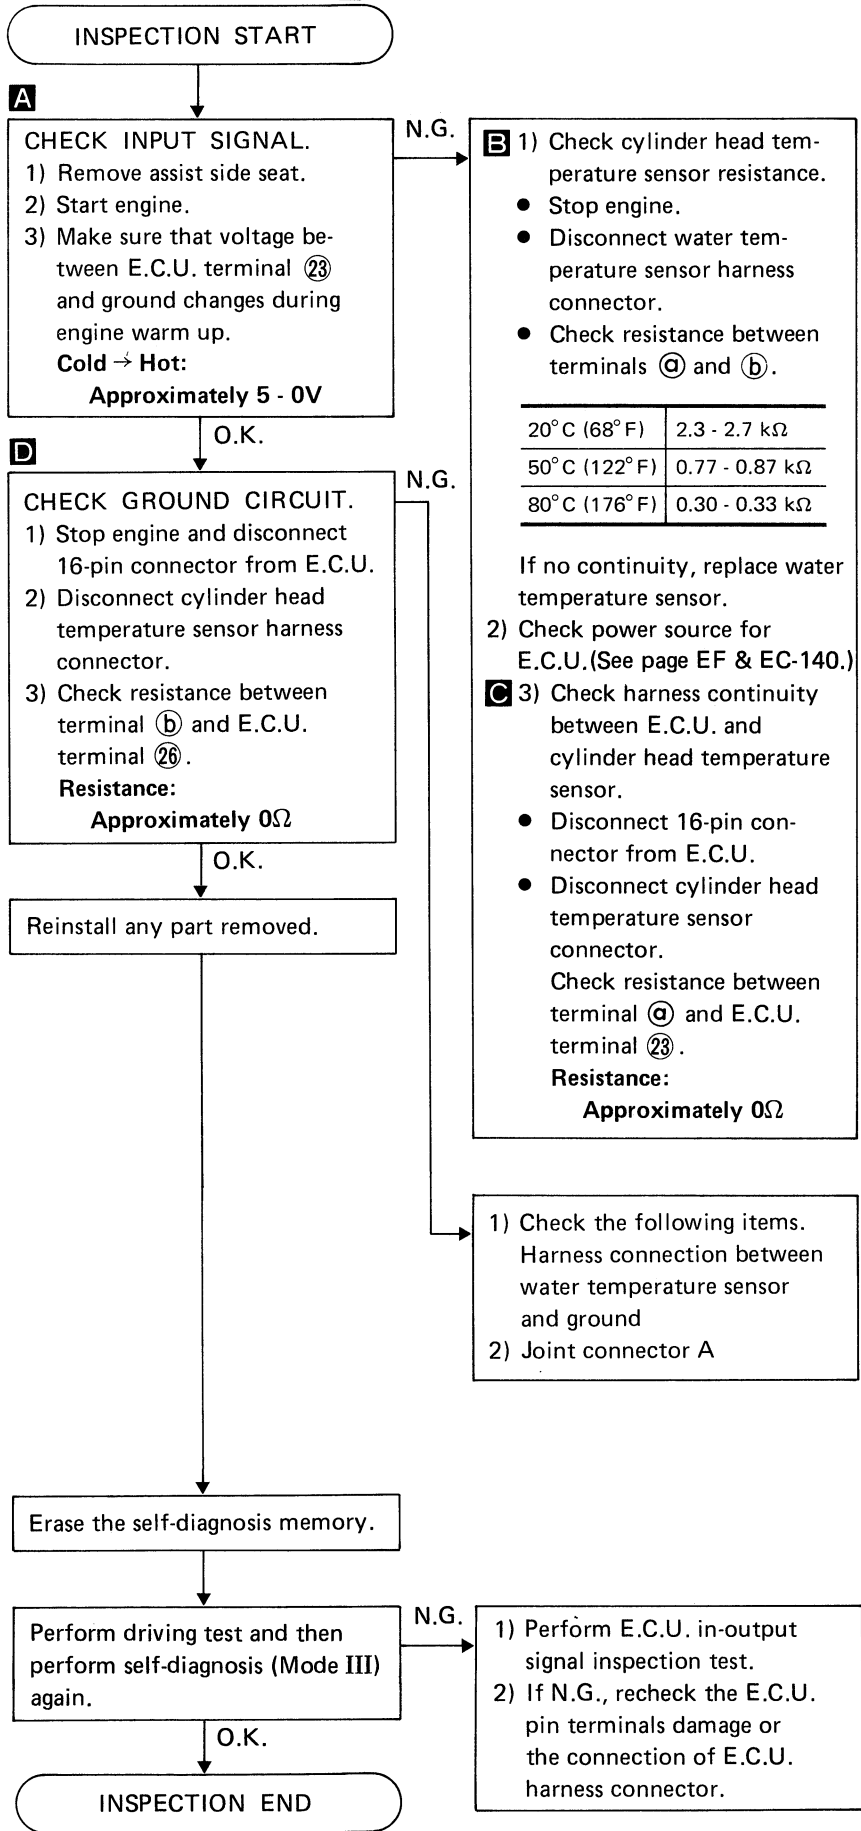 INSPECTION START
A
CHECK INPUT SIGNAL.
1) Remove assist side seat.
2) Start engine.
3) Make sure that voltage be-
tween E.C.U. terminal ㉓
and ground changes during
engine warm up.
Cold → Hot:
Approximately 5 - 0V
N.G.
B 1) Check cylinder head tem-
perature sensor resistance.
● Stop engine.
● Disconnect water tem-
perature sensor harness
connector.
● Check resistance between
terminals ⓐ and ⓑ.
20°C (68°F) 2.3 - 2.7 kΩ
50°C (122°F) 0.77 - 0.87 kΩ
80°C (176°F) 0.30 - 0.33 kΩ
If no continuity, replace water
temperature sensor.
2) Check power source for
E.C.U.(See page EF & EC-140.)
C 3) Check harness continuity
between E.C.U. and
cylinder head temperature
sensor.
● Disconnect 16-pin con-
nector from E.C.U.
● Disconnect cylinder head
temperature sensor
connector.
Check resistance between
terminal ⓐ and E.C.U.
terminal ㉓.
Resistance:
Approximately 0Ω
O.K.
D
CHECK GROUND CIRCUIT.
1) Stop engine and disconnect
16-pin connector from E.C.U.
2) Disconnect cylinder head
temperature sensor harness
connector.
3) Check resistance between
terminal ⓑ and E.C.U.
terminal ㉖.
Resistance:
Approximately 0Ω
N.G.
1) Check the following items.
Harness connection between
water temperature sensor
and ground
2) Joint connector A
O.K.
Reinstall any part removed.
Erase the self-diagnosis memory.
Perform driving test and then
perform self-diagnosis (Mode III)
again.
N.G.
1) Perform E.C.U. in-output
signal inspection test.
2) If N.G., recheck the E.C.U.
pin terminals damage or
the connection of E.C.U.
harness connector.
O.K.
INSPECTION END